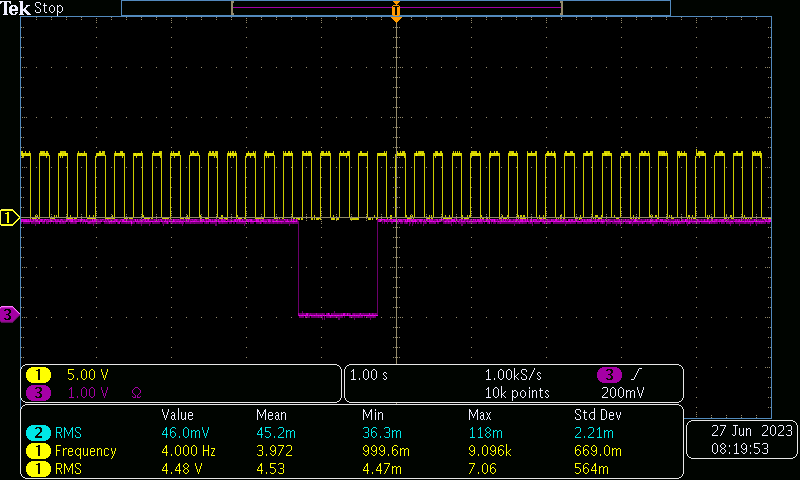 Tek Stop
T
1
3
1 5.00 V
3 1.00 V Ω
1.00 s 1.00kS/s 3
10k points 200mV
Value Mean Min Max Std Dev
2 RMS 46.0mV 45.2m 36.3m 118m 2.21m
1 Frequency 4.000 Hz 3.972 999.6m 9.096k 669.0m
1 RMS 4.48 V 4.53 4.47m 7.06 564m
27 Jun 2023
08:19:53